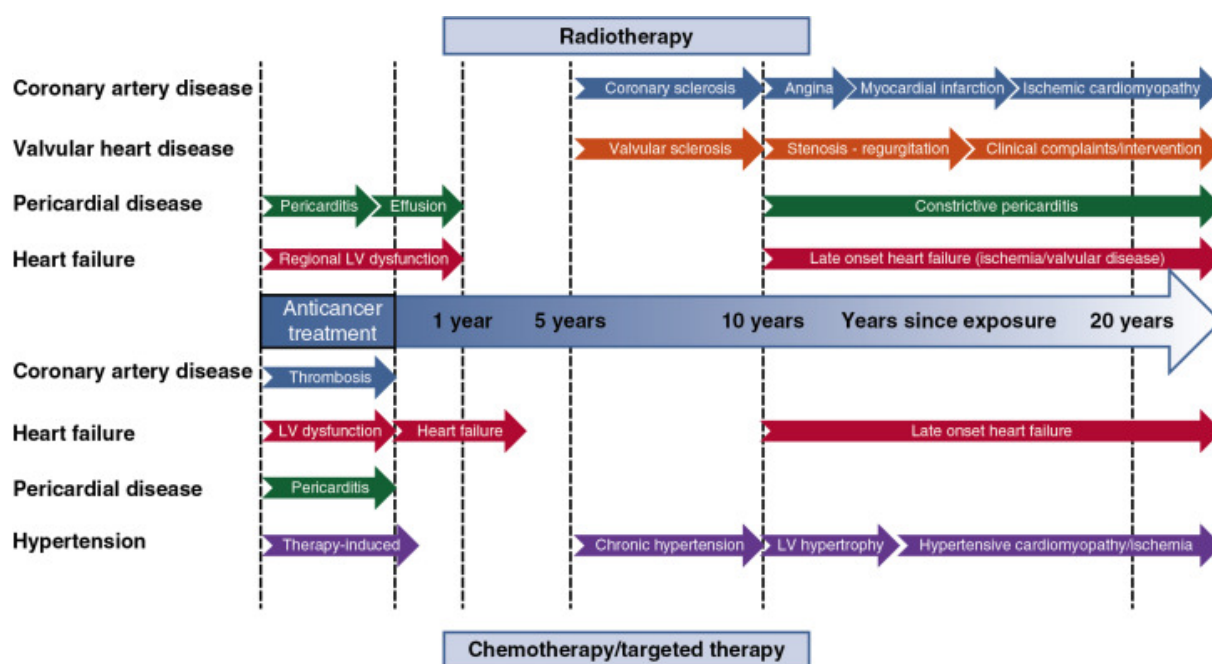 Radiotherapy
Coronary artery disease
Coronary sclerosis
Angina
Myocardial infarction
Ischemic cardiomyopathy
Valvular heart disease
Valvular sclerosis
Stenosis - regurgitation
Clinical complaints/intervention
Pericardial disease
Pericarditis
Effusion
Constrictive pericarditis
Heart failure
Regional LV dysfunction
Late onset heart failure (ischemia/valvular disease)
Anticancer
treatment
1 year
5 years
10 years
Years since exposure
20 years
Coronary artery disease
Thrombosis
Heart failure
LV dysfunction
Heart failure
Late onset heart failure
Pericardial disease
Pericarditis
Hypertension
Therapy-induced
Chronic hypertension
LV hypertrophy
Hypertensive cardiomyopathy/ischemia
Chemotherapy/targeted therapy